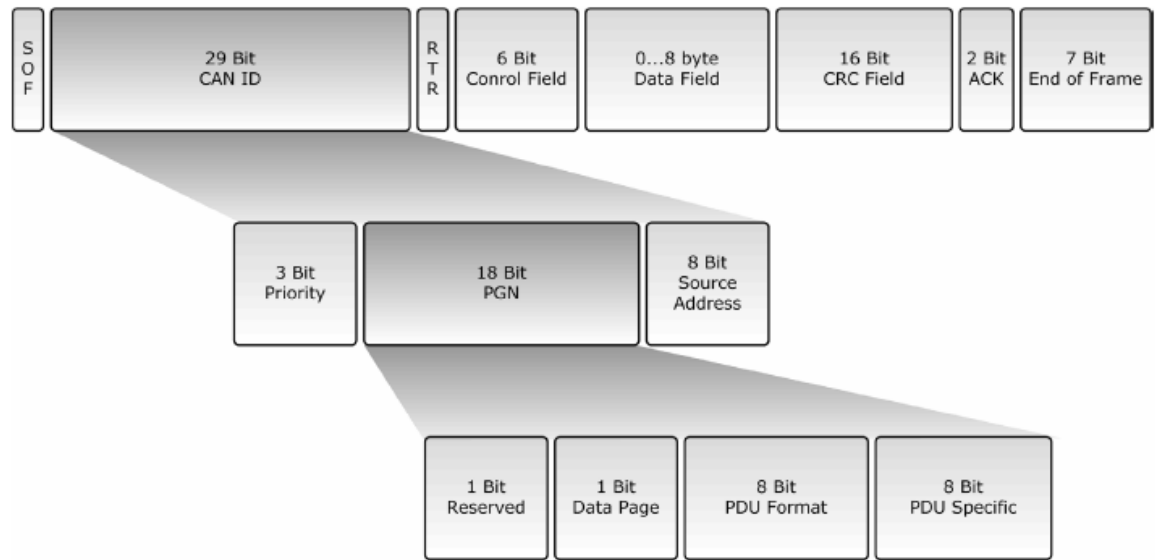 S
O
F
29 Bit
CAN ID
R
T
R
6 Bit
Conrol Field
0...8 byte
Data Field
16 Bit
CRC Field
2 Bit
ACK
7 Bit
End of Frame
3 Bit
Priority
18 Bit
PGN
8 Bit
Source
Address
1 Bit
Reserved
1 Bit
Data Page
8 Bit
PDU Format
8 Bit
PDU Specific